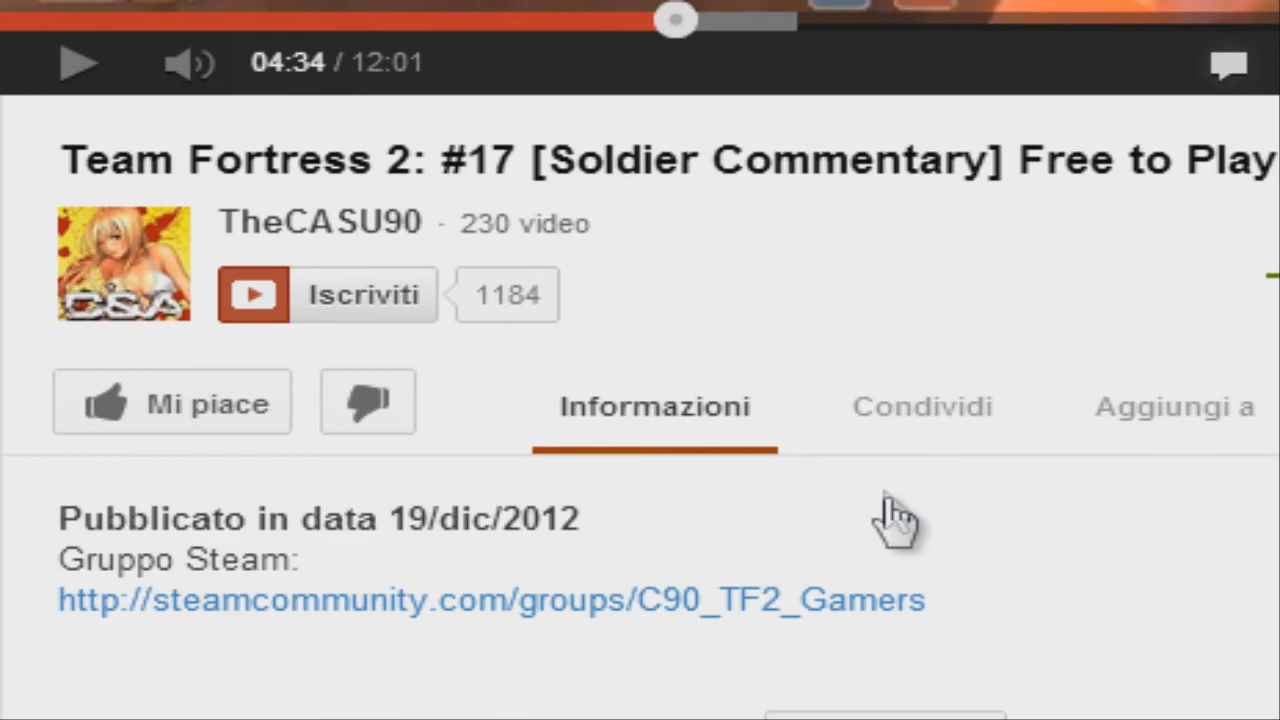 04:34 / 12:01
Team Fortress 2: #17 [Soldier Commentary] Free to Play
TheCASU90 - 230 video
Iscriviti 1184
Mi piace Informazioni Condividi Aggiungi a
Pubblicato in data 19/dic/2012
Gruppo Steam:
http://steamcommunity.com/groups/C90_TF2_Gamers